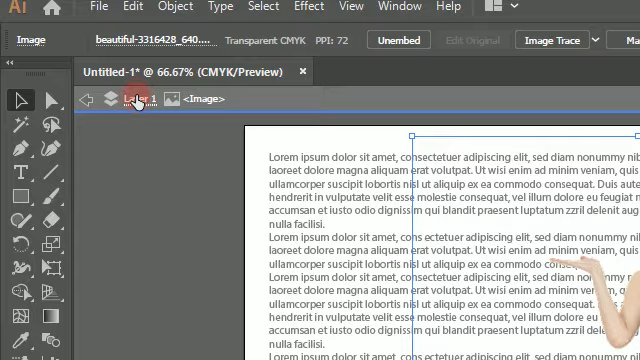 Ai File Edit Object Type Select Effect View Window Help
Image beautiful-3316428_640.... Transparent CMYK PPI: 72 Unembed Edit Original Image Trace Ma
Untitled-1* @ 66.67% (CMYK/Preview) ×
Layer 1 <Image>
Lorem ipsum dolor sit amet, consectetuer adipiscing elit, sed diam nonummy ni
laoreet dolore magna aliquam erat volutpat. Ut wisi enim ad minim veniam, quis
ullamcorper suscipit lobortis nisl ut aliquip ex ea commodo consequat. Duis aute
hendrerit in vulputate velit esse molestie consequat, vel illum dolore eu feugiat n
accumsan et iusto odio dignissim qui blandit praesent luptatum zzril delenit aug
nulla facilisi.
Lorem ipsum dolor sit amet, cons ectetuer adipiscing elit, sed diam nonummy ni
laoreet dolore magna aliquam erat volutpat. Ut wisi enim ad minim veniam, quis
ullamcorper suscipit lobortis nisl ut aliquip ex ea commodo conse
Lorem ipsum dolor sit amet, consectetuer adipiscing elit, sed diam
laoreet dolore magna aliquam erat volutpat. Ut wisi enim ad minim
ullamcorper suscipit lobortis nisl ut aliquip ex ea commodo consequat.
hendrerit in vulputate velit esse molestie consequat, vel illum dolore
accumsan et iusto odio dignissim qui blandit praesent luptatum zzril
nulla facilisi.
Lorem ipsum dolor sit amet, cons ectetuer adipiscing elit, sed diam